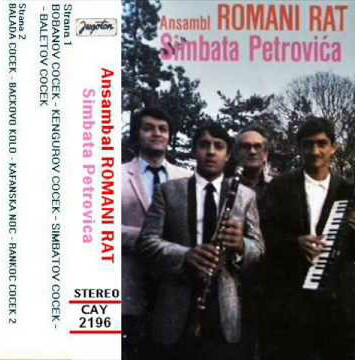 Ansambl ROMANI RAT
Simbata Petrovića
Jugoton
Ansambal ROMANI RAT
Simbata Petrovica
STEREO
CAY
2196
Strana 1
BOBANOV COCEK - KENGUROV COCEK - SIMBATOV COCEK -
- BALETOV COCEK
Strana 2
BALADA COCEK - BACKOVO KOLO - KAFANSKA NOC - RANKOC COCEK 2